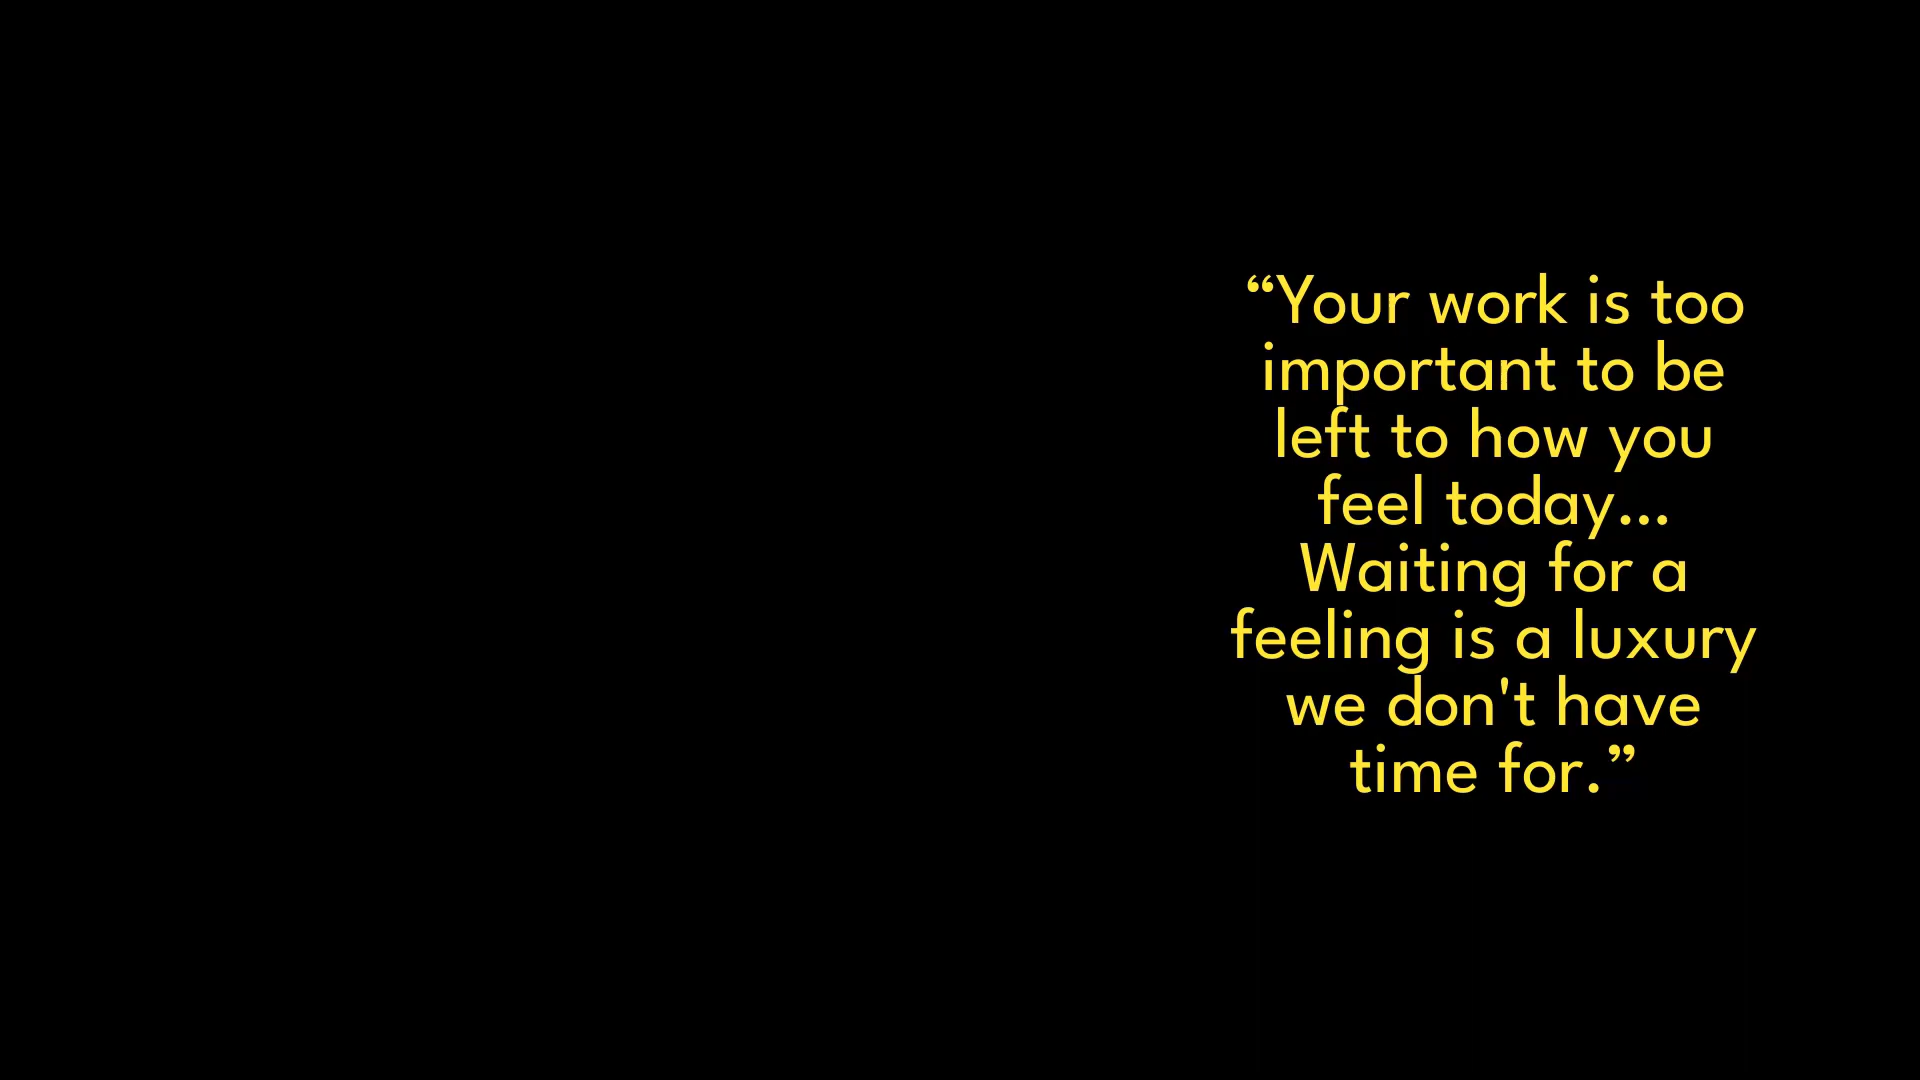 “Your work is too
important to be
left to how you
feel today...
Waiting for a
feeling is a luxury
we don't have
time for.”